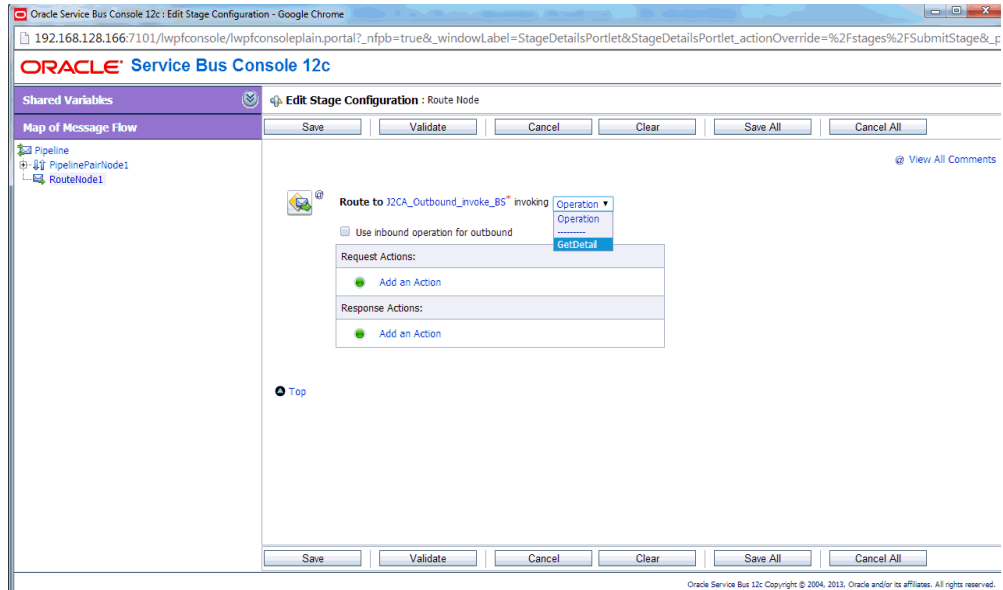 Oracle Service Bus Console 12c : Edit Stage Configuration - Google Chrome
192.168.128.166:7101/lwpfconsole/lwpfconsoleplain.portal?_nfpb=true&_windowLabel=StageDetailsPortlet&StageDetailsPortlet_actionOverride=%2Fstages%2FSubmitStage&_p
ORACLE Service Bus Console 12c
Shared Variables
Edit Stage Configuration : Route Node
Map of Message Flow
Save Validate Cancel Clear Save All Cancel All
Pipeline
PipelinePairNode1
RouteNode1
@ View All Comments
@
Route to J2CA_Outbound_invoke_BS* invoking Operation
Operation
----------
GetDetail
Use inbound operation for outbound
Request Actions:
Add an Action
Response Actions:
Add an Action
Top
Save Validate Cancel Clear Save All Cancel All
Oracle Service Bus 12c Copyright © 2004, 2013, Oracle and/or its affiliates. All rights reserved.